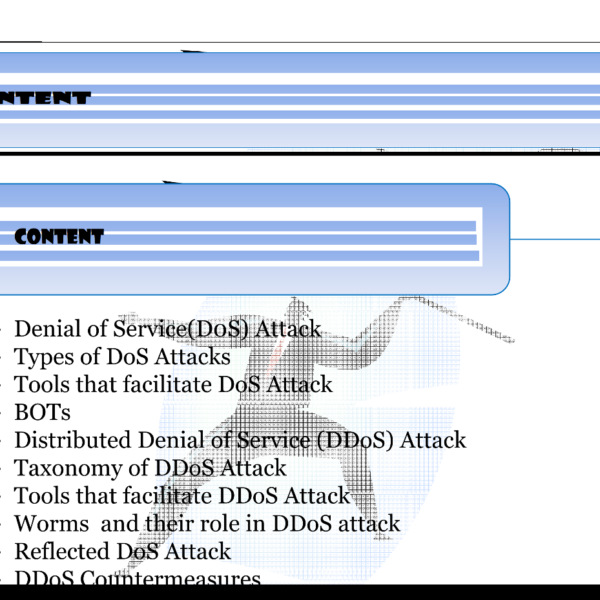 NTENT
CONTENT
Denial of Service(DoS) Attack
Types of DoS Attacks
Tools that facilitate DoS Attack
BOTs
Distributed Denial of Service (DDoS) Attack
Taxonomy of DDoS Attack
Tools that facilitate DDoS Attack
Worms  and their role in DDoS attack
Reflected DoS Attack
DDoS Countermeasures